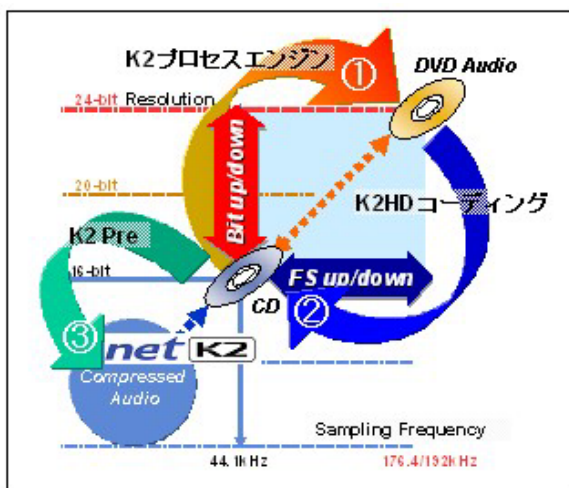 K2プロセスエンジン
①
DVD Audio
24-bit Resolution
Bit up/down
20-bit
K2HDコーディング
K2 Pre
16-bit
FS up/down
CD
②
③
net K2
Compressed
Audio
Sampling Frequency
44.1kHz
176.4/192kHz